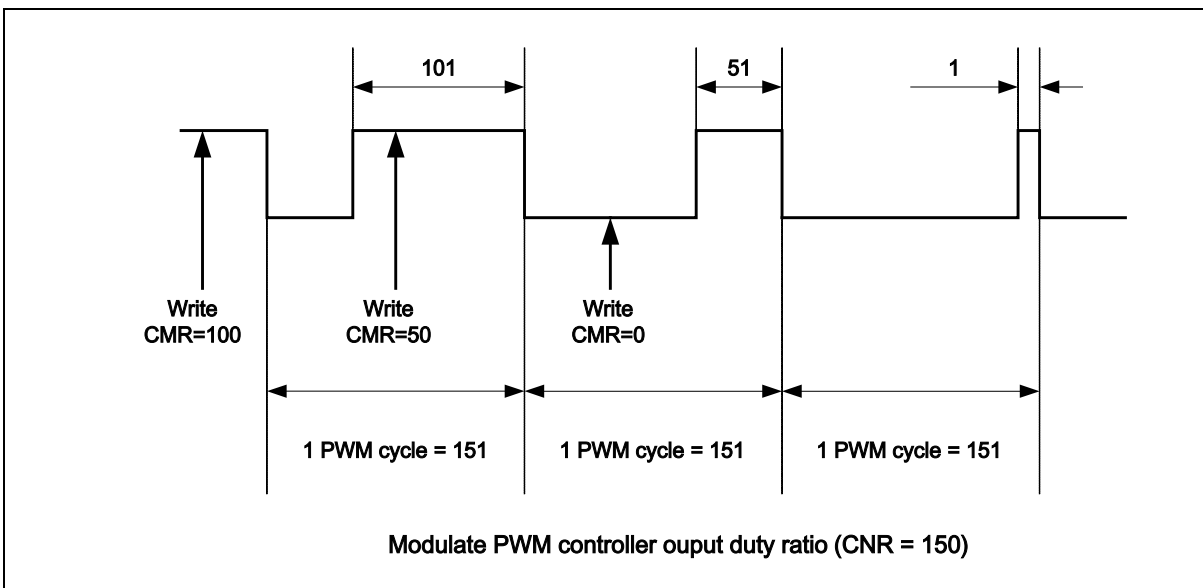 101
51
1
Write
CMR=100
Write
CMR=50
Write
CMR=0
1 PWM cycle = 151
1 PWM cycle = 151
1 PWM cycle = 151
Modulate PWM controller ouput duty ratio (CNR = 150)